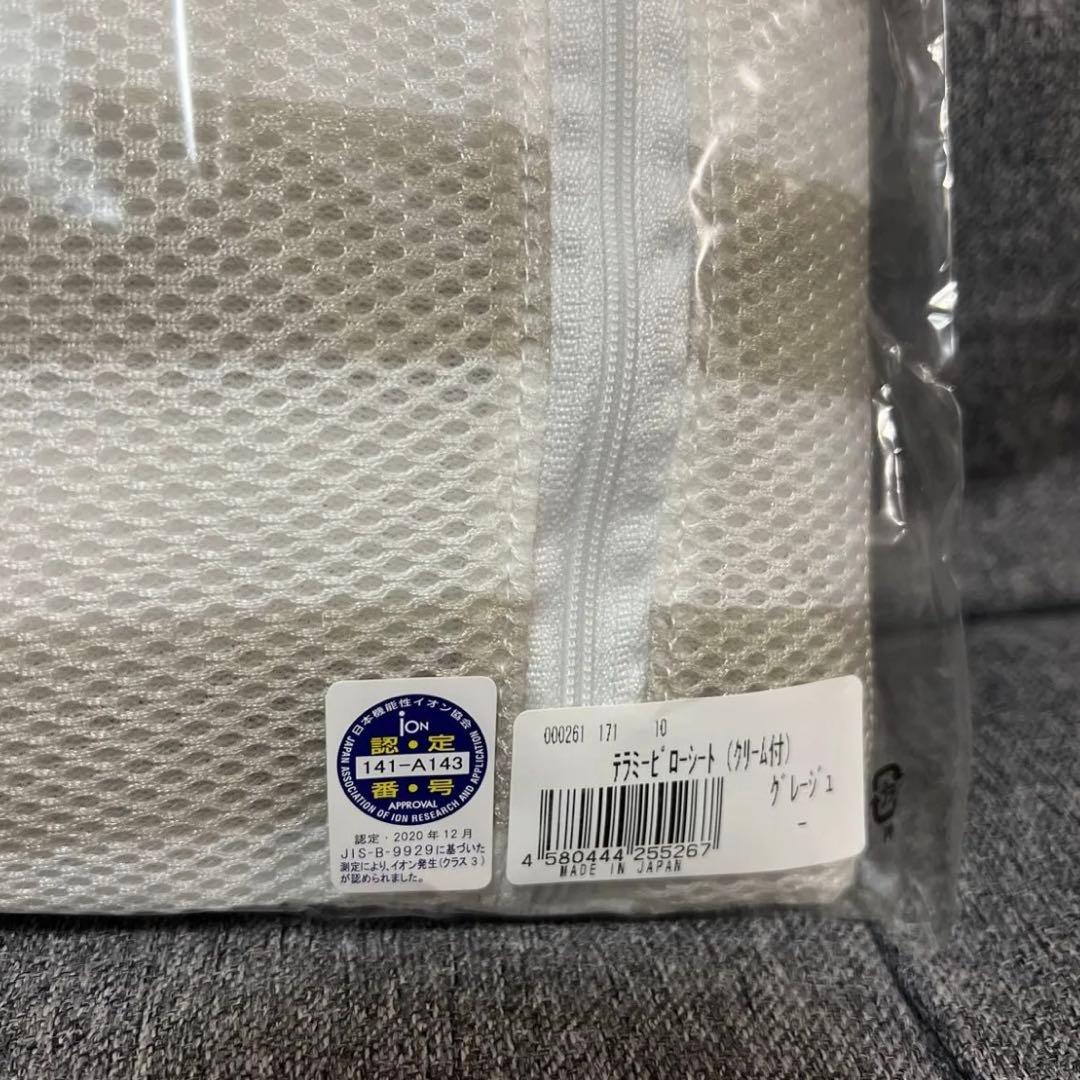 日本機能性イオン協会
iON
認・定
141-A143
番・号
APPROVAL
JAPAN ASSOCIATION OF ION RESEARCH AND APPLICATION
認定・2020年12月
JIS-B-9929に基づいた
測定により、イオン発生(クラス3)
が認められました。
000261 171 10
テラミーピローシート (クリーム付)
グレージュ
-
4 580444 255267
MADE IN JAPAN